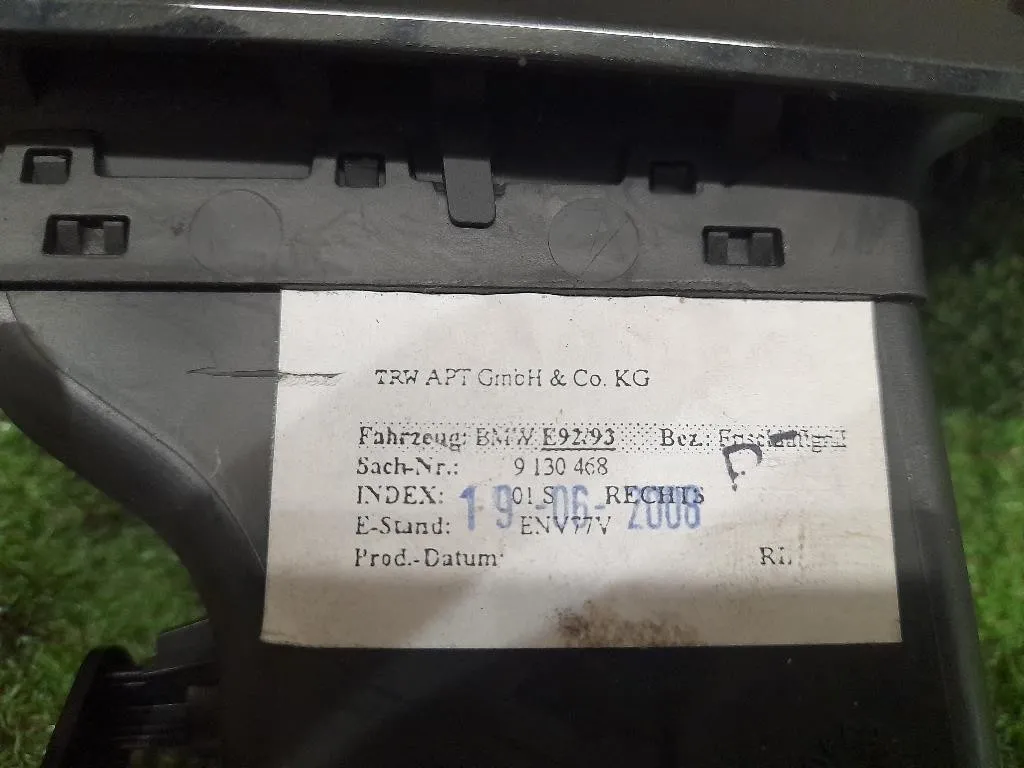 TRW APT GmbH & Co. KG
Fahrzeug: BMW E92/93 Bez.:
Sach-Nr.: 9 130 468
INDEX: 01 S RECHTS
19-06-2008
E-Stand:
Prod.-Datum: